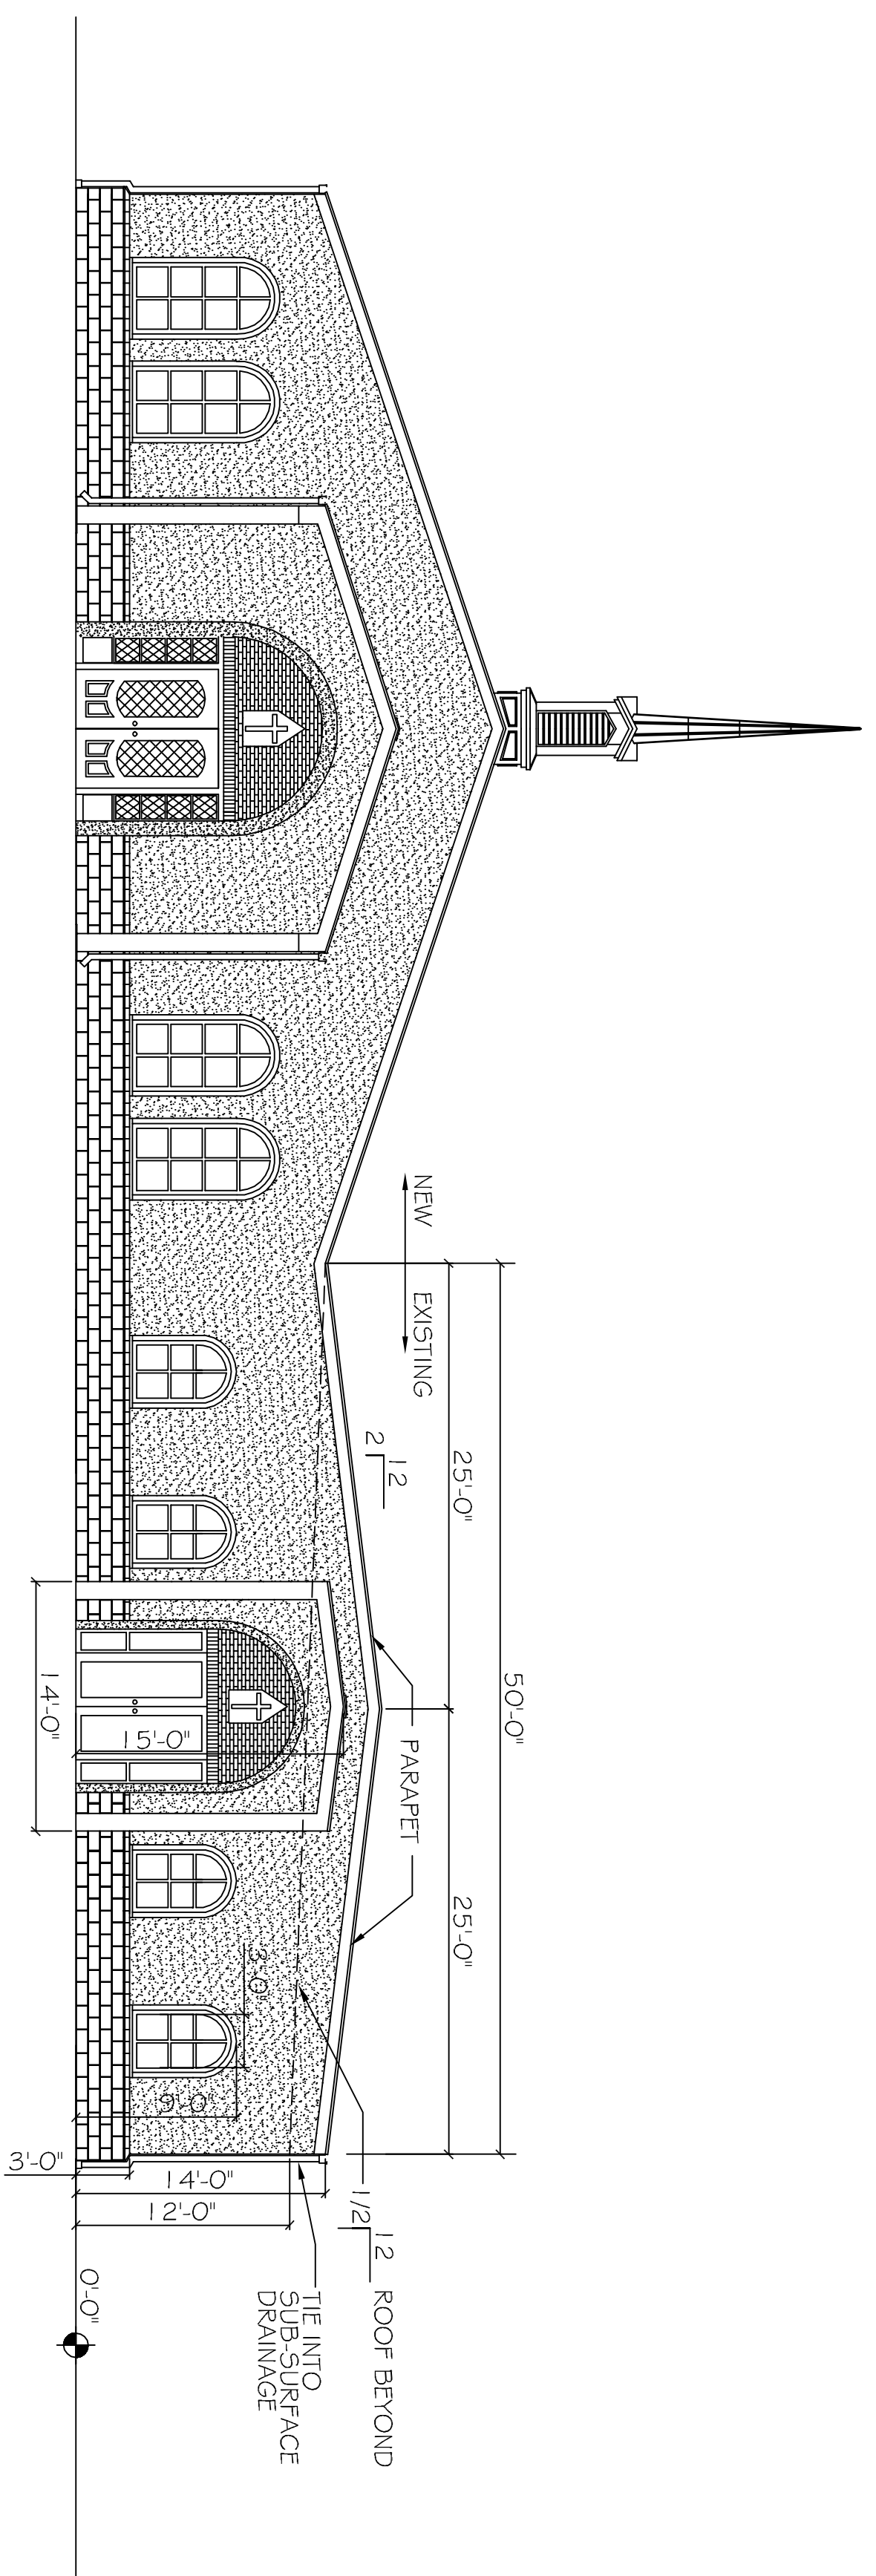 50'-0"
25'-0"
25'-0"
NEW
EXISTING
12
2
PARAPET
12
1/2
ROOF BEYOND
TIE INTO
SUB-SURFACE
DRAINAGE
3'-0"
9'-0"
15'-0"
14'-0"
14'-0"
12'-0"
3'-0"
0'-0"